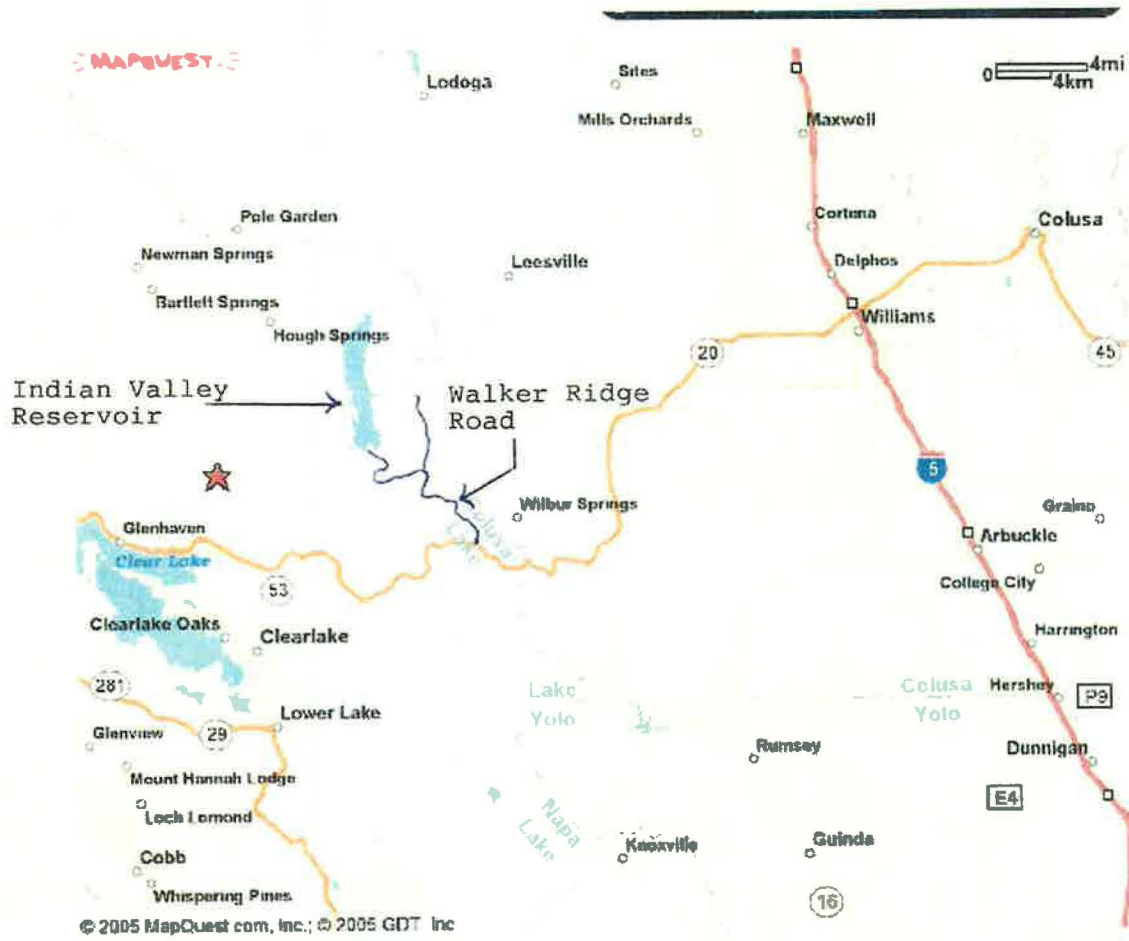 MAPQUEST
0 4mi
4km
Lodoga
Sites
Mills Orchards
Maxwell
Pole Garden
Cortena
Colusa
Newman Springs
Leesville
Delphos
Bartlett Springs
Williams
Hough Springs
20
45
Indian Valley
Reservoir
Walker Ridge
Road
5
Wilbur Springs
Graino
Glenhaven
Colusa
Lake
Arbuckle
Clear Lake
College City
53
Clearlake Oaks
Clearlake
Harrington
281
Lake
Yolo
Colusa
Yolo
Hershey
P9
Lower Lake
29
Glenview
Rumsey
Dunnigan
Mount Hannah Lodge
E4
Loch Lomond
Napa
Lake
Knoxville
Guinda
Cobb
Whispering Pines
16
© 2005 MapQuest com, Inc.; © 2005 GDT Inc